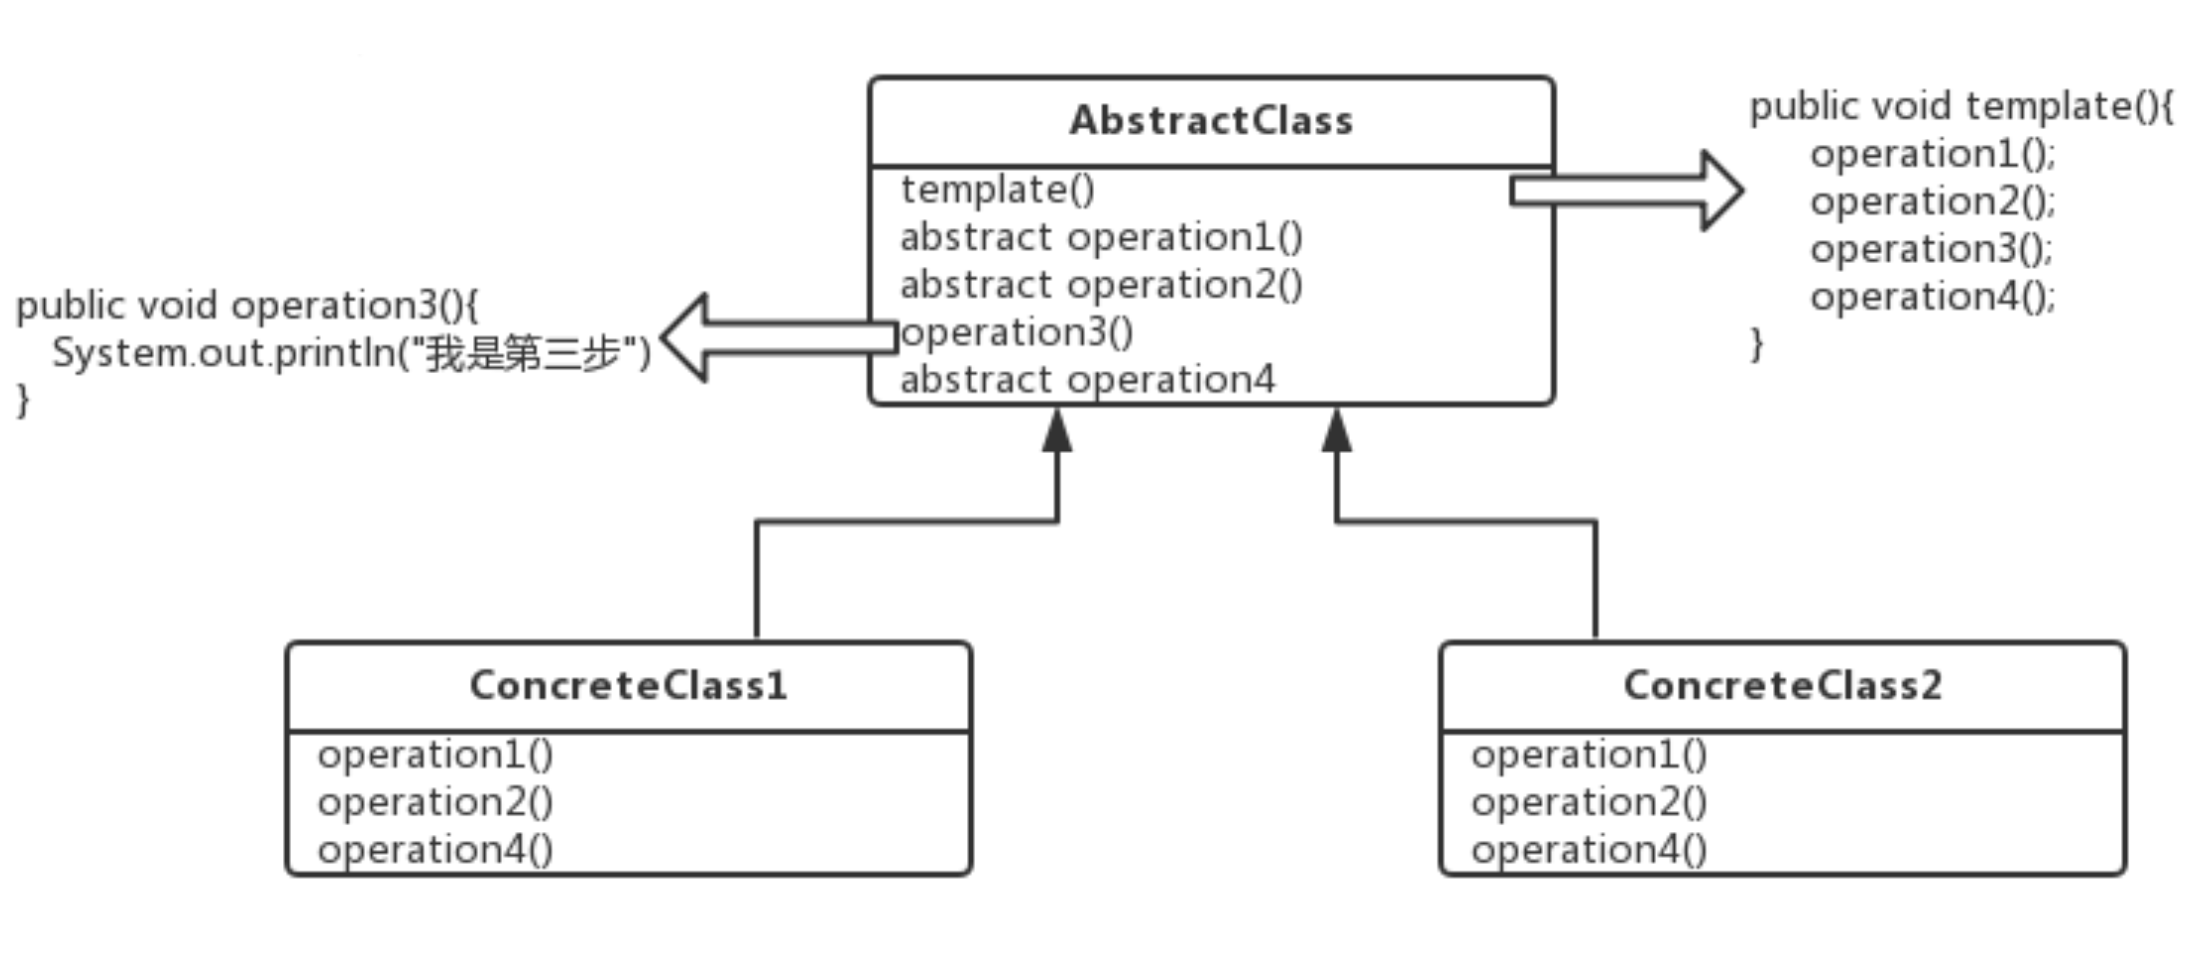 AbstractClass
template()
abstract operation1()
abstract operation2()
operation3()
abstract operation4
public void template(){
operation1();
operation2();
operation3();
operation4();
}
public void operation3(){
System.out.println("我是第三步")
}
ConcreteClass1
operation1()
operation2()
operation4()
ConcreteClass2
operation1()
operation2()
operation4()